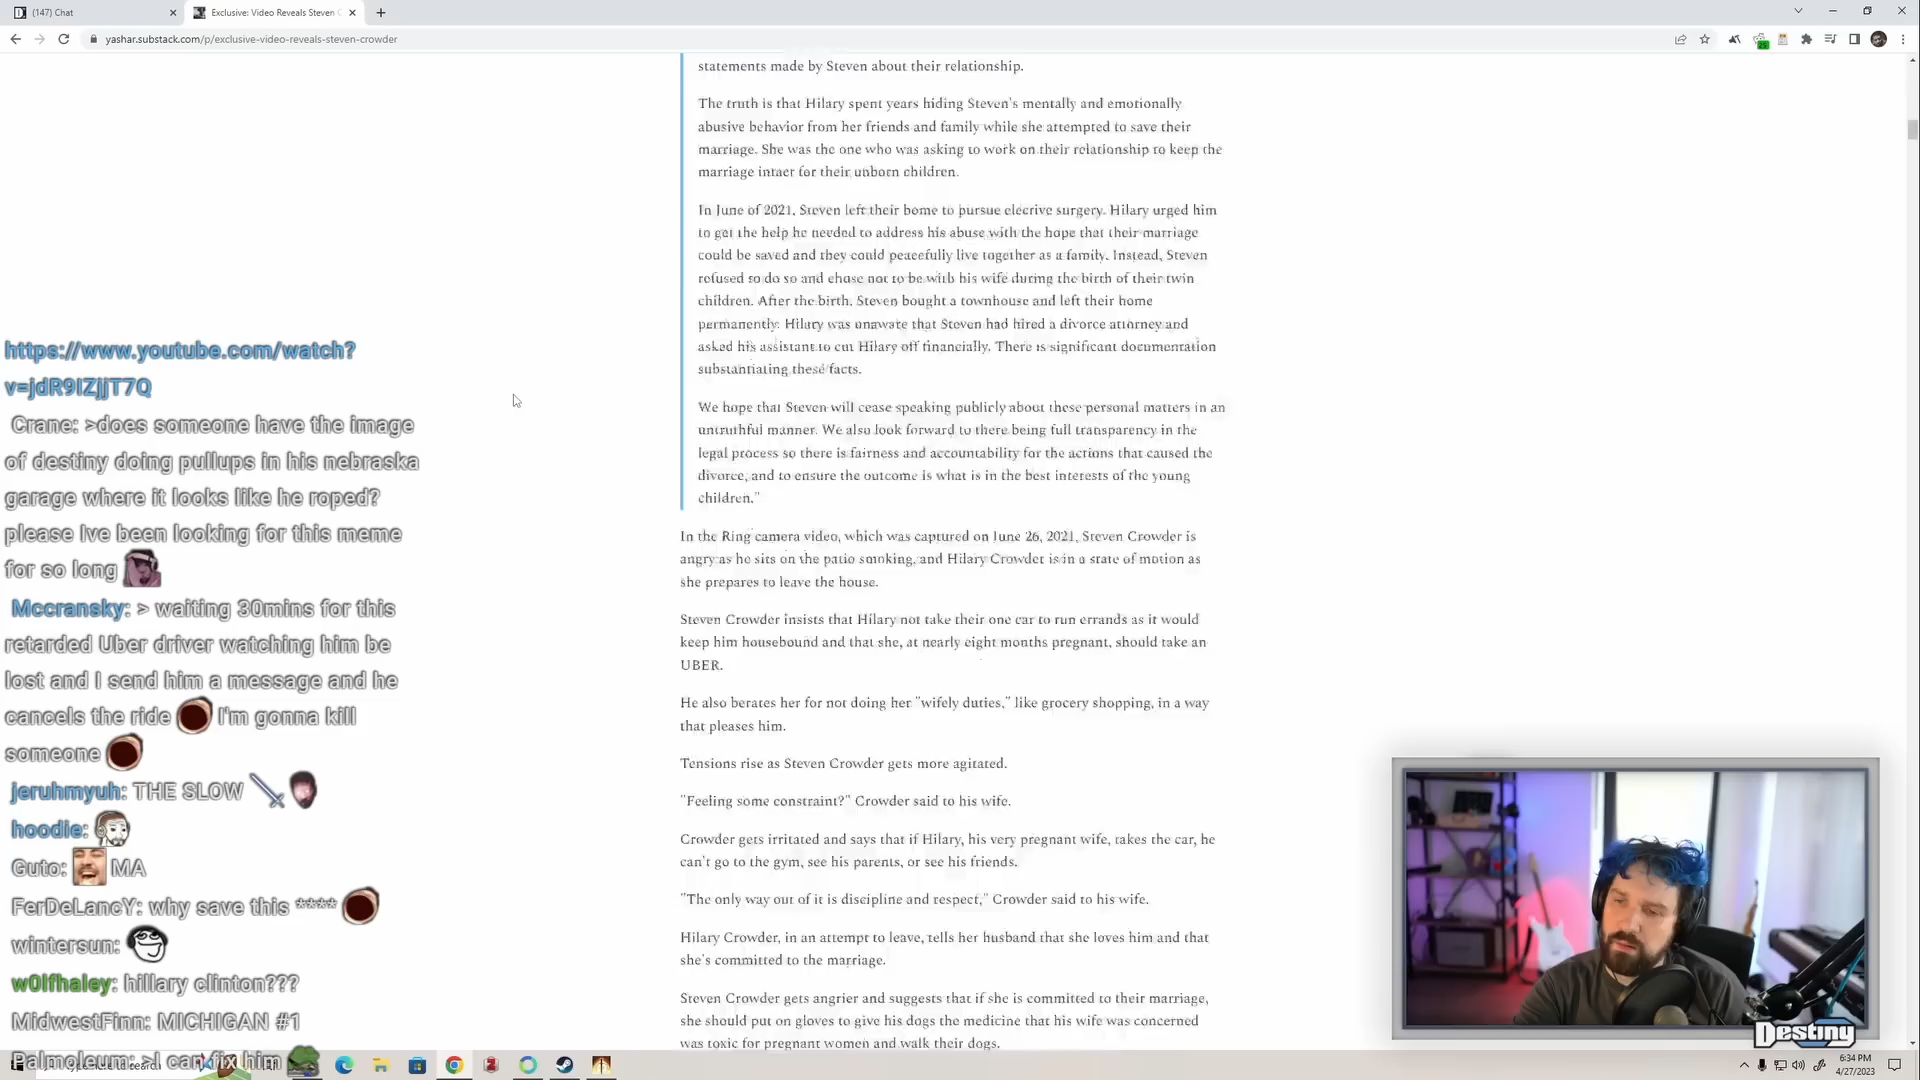 (147) Chat
Exclusive: Video Reveals Steven C
yashar.substack.com/p/exclusive-video-reveals-steven-crowder
statements made by Steven about their relationship.
The truth is that Hilary spent years hiding Steven's mentally and emotionally
abusive behavior from her friends and family while she attempted to save their
marriage. She was the one who was asking to work on their relationship to keep the
marriage intact for their unborn children.
In June of 2021, Steven left their home to pursue elective surgery. Hilary urged him
to get the help he needed to address his abuse with the hope that their marriage
could be saved and they could peacefully live together as a family. Instead, Steven
refused to do so and chose not to be with his wife during the birth of their twin
children. After the birth, Steven bought a townhouse and left their home
permanently. Hilary was unaware that Steven had hired a divorce attorney and
asked his assistant to cut Hilary off financially. There is significant documentation
substantiating these facts.
We hope that Steven will cease speaking publicly about these personal matters in an
untruthful manner. We also look forward to there being full transparency in the
legal process so there is fairness and accountability for the actions that caused the
divorce, and to ensure the outcome is what is in the best interests of the young
children."
In the Ring camera video, which was captured on June 26, 2021, Steven Crowder is
angry as he sits on the patio smoking, and Hilary Crowder is in a state of motion as
she prepares to leave the house.
Steven Crowder insists that Hilary not take their one car to run errands as it would
keep him housebound and that she, at nearly eight months pregnant, should take an
UBER.
He also berates her for not doing her "wifely duties," like grocery shopping, in a way
that pleases him.
Tensions rise as Steven Crowder gets more agitated.
"Feeling some constraint?" Crowder said to his wife.
Crowder gets irritated and says that if Hilary, his very pregnant wife, takes the car, he
can't go to the gym, see his parents, or see his friends.
"The only way out of it is discipline and respect," Crowder said to his wife.
Hilary Crowder, in an attempt to leave, tells her husband that she loves him and that
she's committed to the marriage.
Steven Crowder gets angrier and suggests that if she is committed to their marriage,
she should put on gloves to give his dogs the medicine that his wife was concerned
was toxic for pregnant women and walk their dogs.
https://www.youtube.com/watch?
v=jdR9IZjjT7Q
Crane: >does someone have the image
of destiny doing pullups in his nebraska
garage where it looks like he roped?
please Ive been looking for this meme
for so long
Mccransky: > waiting 30mins for this
retarded Uber driver watching him be
lost and I send him a message and he
cancels the ride I'm gonna kill
someone
jeruhmyuh: THE SLOW
hoodie:
Guto: MA
FerDeLancY: why save this ****
wintersun:
w0lfhaley: hillary clinton???
MidwestFinn: MICHIGAN #1
Palmoleum: >I can fix him
Destiny
6:34 PM
4/27/2023